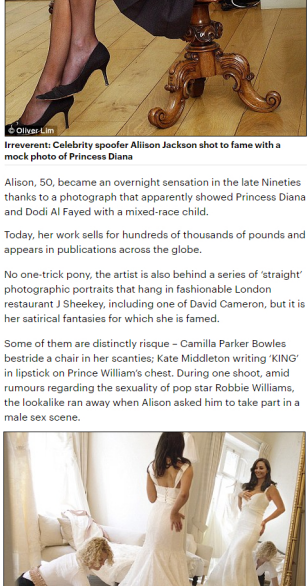 © Oliver Lim
Irreverent: Celebrity spoofer Aliison Jackson shot to fame with a
mock photo of Princess Diana
Alison, 50, became an overnight sensation in the late Nineties
thanks to a photograph that apparently showed Princess Diana
and Dodi Al Fayed with a mixed-race child.
Today, her work sells for hundreds of thousands of pounds and
appears in publications across the globe.
No one-trick pony, the artist is also behind a series of ‘straight’
photographic portraits that hang in fashionable London
restaurant J Sheekey, including one of David Cameron, but it is
her satirical fantasies for which she is famed.
Some of them are distinctly risque – Camilla Parker Bowles
bestride a chair in her scanties; Kate Middleton writing ‘KING’
in lipstick on Prince William’s chest. During one shoot, amid
rumours regarding the sexuality of pop star Robbie Williams,
the lookalike ran away when Alison asked him to take part in a
male sex scene.